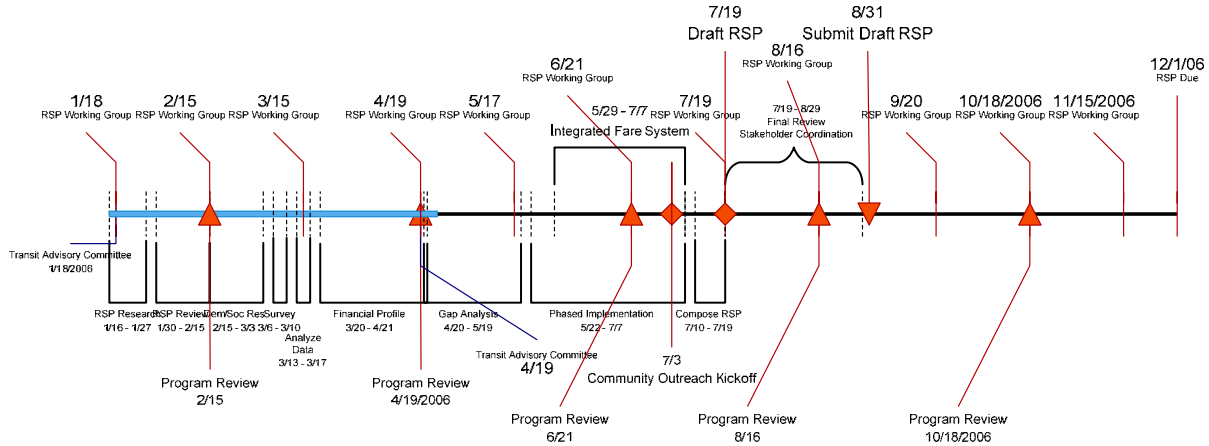 7/19
Draft RSP
8/31
Submit Draft RSP
8/16
RSP Working Group
6/21
RSP Working Group
12/1/06
RSP Due
1/18
RSP Working Group
2/15
RSP Working Group
3/15
RSP Working Group
4/19
RSP Working Group
5/17
RSP Working Group
5/29 - 7/7
Integrated Fare System
7/19
RSP Working Group
7/19 - 8/29
Final Review
Stakeholder Coordination
9/20
RSP Working Group
10/18/2006
RSP Working Group
11/15/2006
RSP Working Group
Transit Advisory Committee
1/18/2006
RSP Research
1/16 - 1/27
RSP Review
1/30 - 2/15
Dem/Soc Res
2/15 - 3/3
Survey
3/6 - 3/10
Analyze
Data
3/13 - 3/17
Financial Profile
3/20 - 4/21
Gap Analysis
4/20 - 5/19
Phased Implementation
5/22 - 7/7
Compose RSP
7/10 - 7/19
Transit Advisory Committee
4/19
7/3
Community Outreach Kickoff
Program Review
2/15
Program Review
4/19/2006
Program Review
6/21
Program Review
8/16
Program Review
10/18/2006